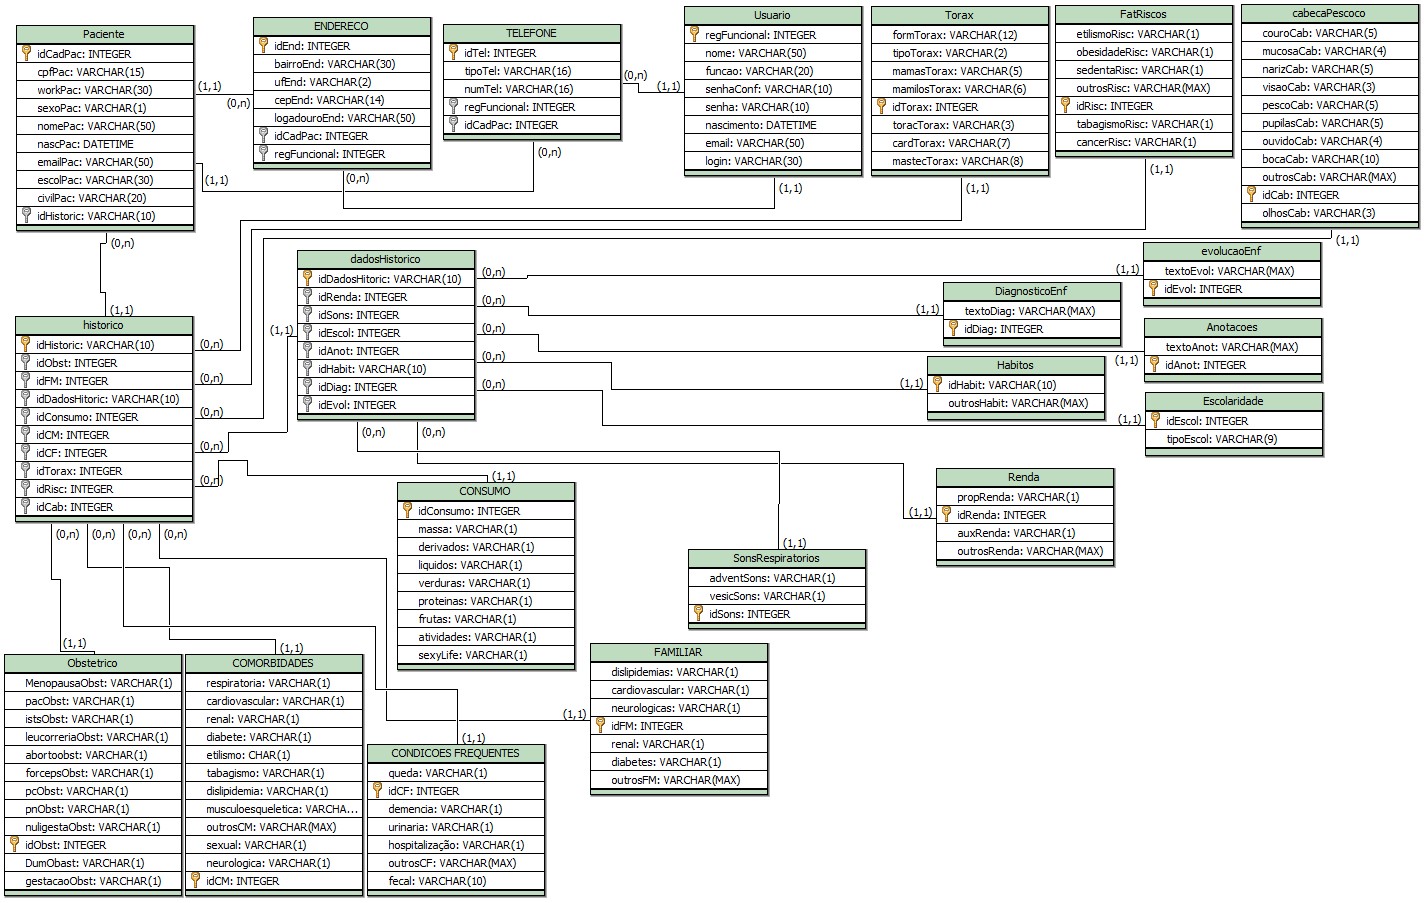 Paciente
idCadPac: INTEGER
cpfPac: VARCHAR(15)
workPac: VARCHAR(30)
sexoPac: VARCHAR(1)
nomePac: VARCHAR(50)
nascPac: DATETIME
emailPac: VARCHAR(50)
escolPac: VARCHAR(30)
civilPac: VARCHAR(20)
idHistoric: VARCHAR(10)
(1,1)
(0,n)
(1,1)
(0,n)
ENDERECO
idEnd: INTEGER
bairroEnd: VARCHAR(30)
ufEnd: VARCHAR(2)
cepEnd: VARCHAR(14)
logadouroEnd: VARCHAR(50)
idCadPac: INTEGER
regFuncional: INTEGER
(0,n)
TELEFONE
idTel: INTEGER
tipoTel: VARCHAR(16)
numTel: VARCHAR(16)
regFuncional: INTEGER
idCadPac: INTEGER
(0,n)
(0,n)
(1,1)
Usuario
regFuncional: INTEGER
nome: VARCHAR(50)
funcao: VARCHAR(20)
senhaConf: VARCHAR(10)
senha: VARCHAR(10)
nascimento: DATETIME
email: VARCHAR(50)
login: VARCHAR(30)
(1,1)
Torax
formTorax: VARCHAR(12)
tipoTorax: VARCHAR(2)
mamasTorax: VARCHAR(5)
mamilosTorax: VARCHAR(6)
idTorax: INTEGER
toracTorax: VARCHAR(3)
cardTorax: VARCHAR(7)
mastecTorax: VARCHAR(8)
(1,1)
FatRiscos
etilismoRisc: VARCHAR(1)
obesidadeRisc: VARCHAR(1)
sedentaRisc: VARCHAR(1)
outrosRisc: VARCHAR(MAX)
idRisc: INTEGER
tabagismoRisc: VARCHAR(1)
cancerRisc: VARCHAR(1)
(1,1)
cabecaPescoco
couroCab: VARCHAR(5)
mucosaCab: VARCHAR(4)
narizCab: VARCHAR(5)
visaoCab: VARCHAR(3)
pescoCab: VARCHAR(5)
pupilasCab: VARCHAR(5)
ouvidoCab: VARCHAR(4)
bocaCab: VARCHAR(10)
outrosCab: VARCHAR(MAX)
idCab: INTEGER
olhosCab: VARCHAR(3)
(1,1)
historico
(1,1)
idHistoric: VARCHAR(10)
idObst: INTEGER
idFM: INTEGER
idDadosHitoric: VARCHAR(10)
idConsumo: INTEGER
idCM: INTEGER
idCF: INTEGER
idTorax: INTEGER
idRisc: INTEGER
idCab: INTEGER
(0,n)
(0,n)
(0,n)
(0,n)
(0,n)
(0,n)
(0,n)
(0,n)
(0,n)
dadosHistorico
idDadosHitoric: VARCHAR(10)
idRenda: INTEGER
idSons: INTEGER
idEscol: INTEGER
idAnot: INTEGER
idHabit: VARCHAR(10)
idDiag: INTEGER
idEvol: INTEGER
(1,1)
(0,n)
(0,n)
(0,n)
(0,n)
(0,n)
(0,n)
(0,n)
evolucaoEnf
textoEvol: VARCHAR(MAX)
idEvol: INTEGER
(1,1)
DiagnosticoEnf
textoDiag: VARCHAR(MAX)
idDiag: INTEGER
(1,1)
Anotacoes
textoAnot: VARCHAR(MAX)
idAnot: INTEGER
(1,1)
Habitos
idHabit: VARCHAR(10)
outrosHabit: VARCHAR(MAX)
(1,1)
Escolaridade
idEscol: INTEGER
tipoEscol: VARCHAR(9)
(1,1)
Renda
propRenda: VARCHAR(1)
idRenda: INTEGER
auxRenda: VARCHAR(1)
outrosRenda: VARCHAR(MAX)
(1,1)
(1,1)
CONSUMO
idConsumo: INTEGER
massa: VARCHAR(1)
derivados: VARCHAR(1)
liquidos: VARCHAR(1)
verduras: VARCHAR(1)
proteinas: VARCHAR(1)
frutas: VARCHAR(1)
atividades: VARCHAR(1)
sexyLife: VARCHAR(1)
(1,1)
SonsRespiratorios
adventSons: VARCHAR(1)
vesicSons: VARCHAR(1)
idSons: INTEGER
(1,1)
Obstetrico
MenopausaObst: VARCHAR(1)
pacObst: VARCHAR(1)
istsObst: VARCHAR(1)
leucorreriaObst: VARCHAR(1)
abortoobst: VARCHAR(1)
forcepsObst: VARCHAR(1)
pcObst: VARCHAR(1)
pnObst: VARCHAR(1)
nuligestaObst: VARCHAR(1)
idObst: INTEGER
DumObast: VARCHAR(1)
gestacaoObst: VARCHAR(1)
(1,1)
COMORBIDADES
respiratoria: VARCHAR(1)
cardiovascular: VARCHAR(1)
renal: VARCHAR(1)
diabete: VARCHAR(1)
etilismo: CHAR(1)
tabagismo: VARCHAR(1)
dislipidemia: VARCHAR(1)
musculoesqueletica: VARCHA...
outrosCM: VARCHAR(MAX)
sexual: VARCHAR(1)
neurologica: VARCHAR(1)
idCM: INTEGER
(1,1)
CONDICOES FREQUENTES
queda: VARCHAR(1)
idCF: INTEGER
demencia: VARCHAR(1)
urinaria: VARCHAR(1)
hospitalização: VARCHAR(1)
outrosCF: VARCHAR(MAX)
fecal: VARCHAR(10)
(1,1)
FAMILIAR
dislipidemias: VARCHAR(1)
cardiovascular: VARCHAR(1)
neurologicas: VARCHAR(1)
idFM: INTEGER
renal: VARCHAR(1)
diabetes: VARCHAR(1)
outrosFM: VARCHAR(MAX)